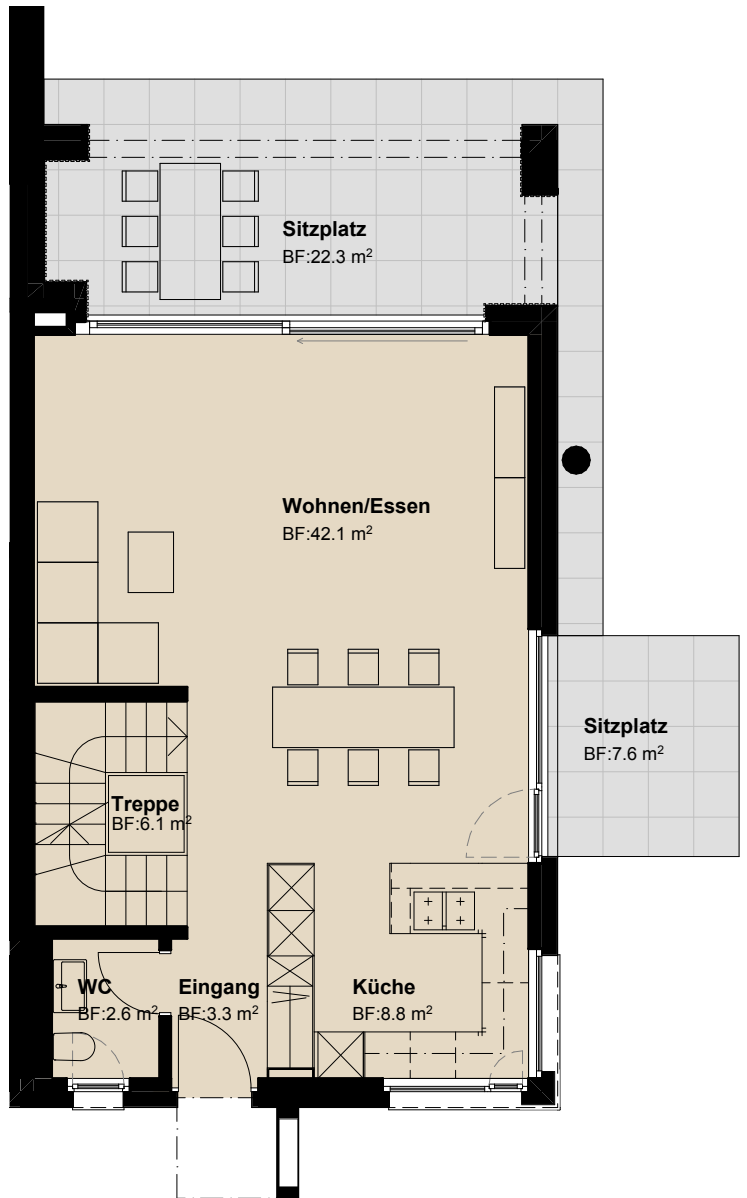 Sitzplatz
BF:22.3 m²
Wohnen/Essen
BF:42.1 m²
Sitzplatz
BF:7.6 m²
Treppe
BF:6.1 m²
WC
BF:2.6 m²
Eingang
BF:3.3 m²
Küche
BF:8.8 m²